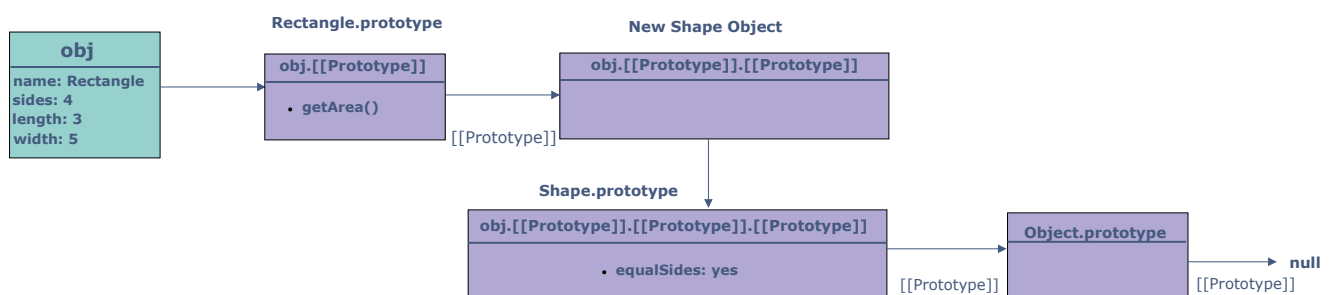 Rectangle.prototype
New Shape Object
obj
name: Rectangle
sides: 4
length: 3
width: 5
obj.[[Prototype]]
• getArea()
[[Prototype]]
obj.[[Prototype]].[[Prototype]]
Shape.prototype
obj.[[Prototype]].[[Prototype]].[[Prototype]]
• equalSides: yes
[[Prototype]]
Object.prototype
null
[[Prototype]]